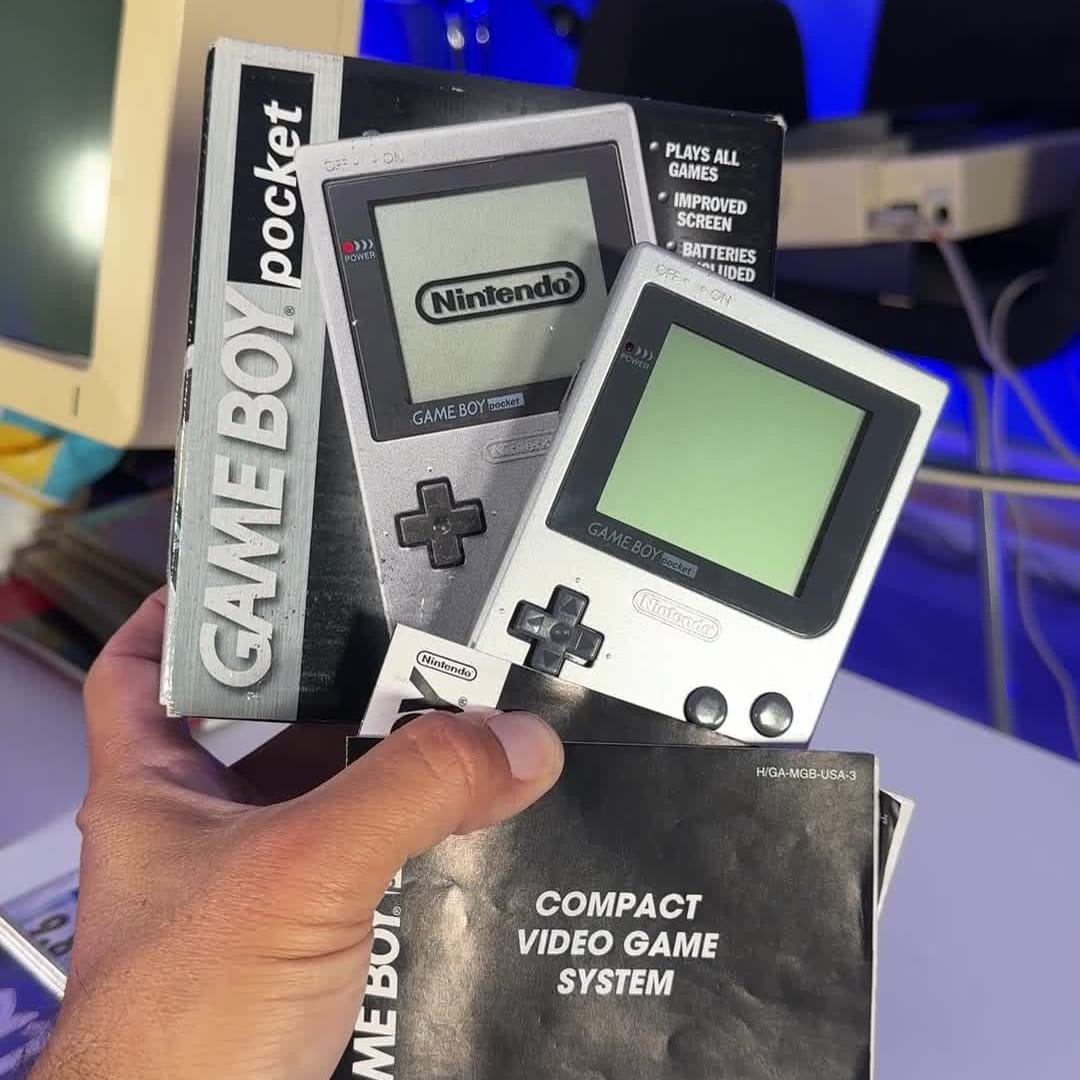 GAME BOY® pocket
OFF ON
POWER
Nintendo®
GAME BOY pocket
PLAYS ALL
GAMES
IMPROVED
SCREEN
BATTERIES
OFF ON
POWER
GAME BOY pocket
Nintendo
Nintendo®
H/GA-MGB-USA-3
COMPACT
VIDEO GAME
SYSTEM
ME BOY®